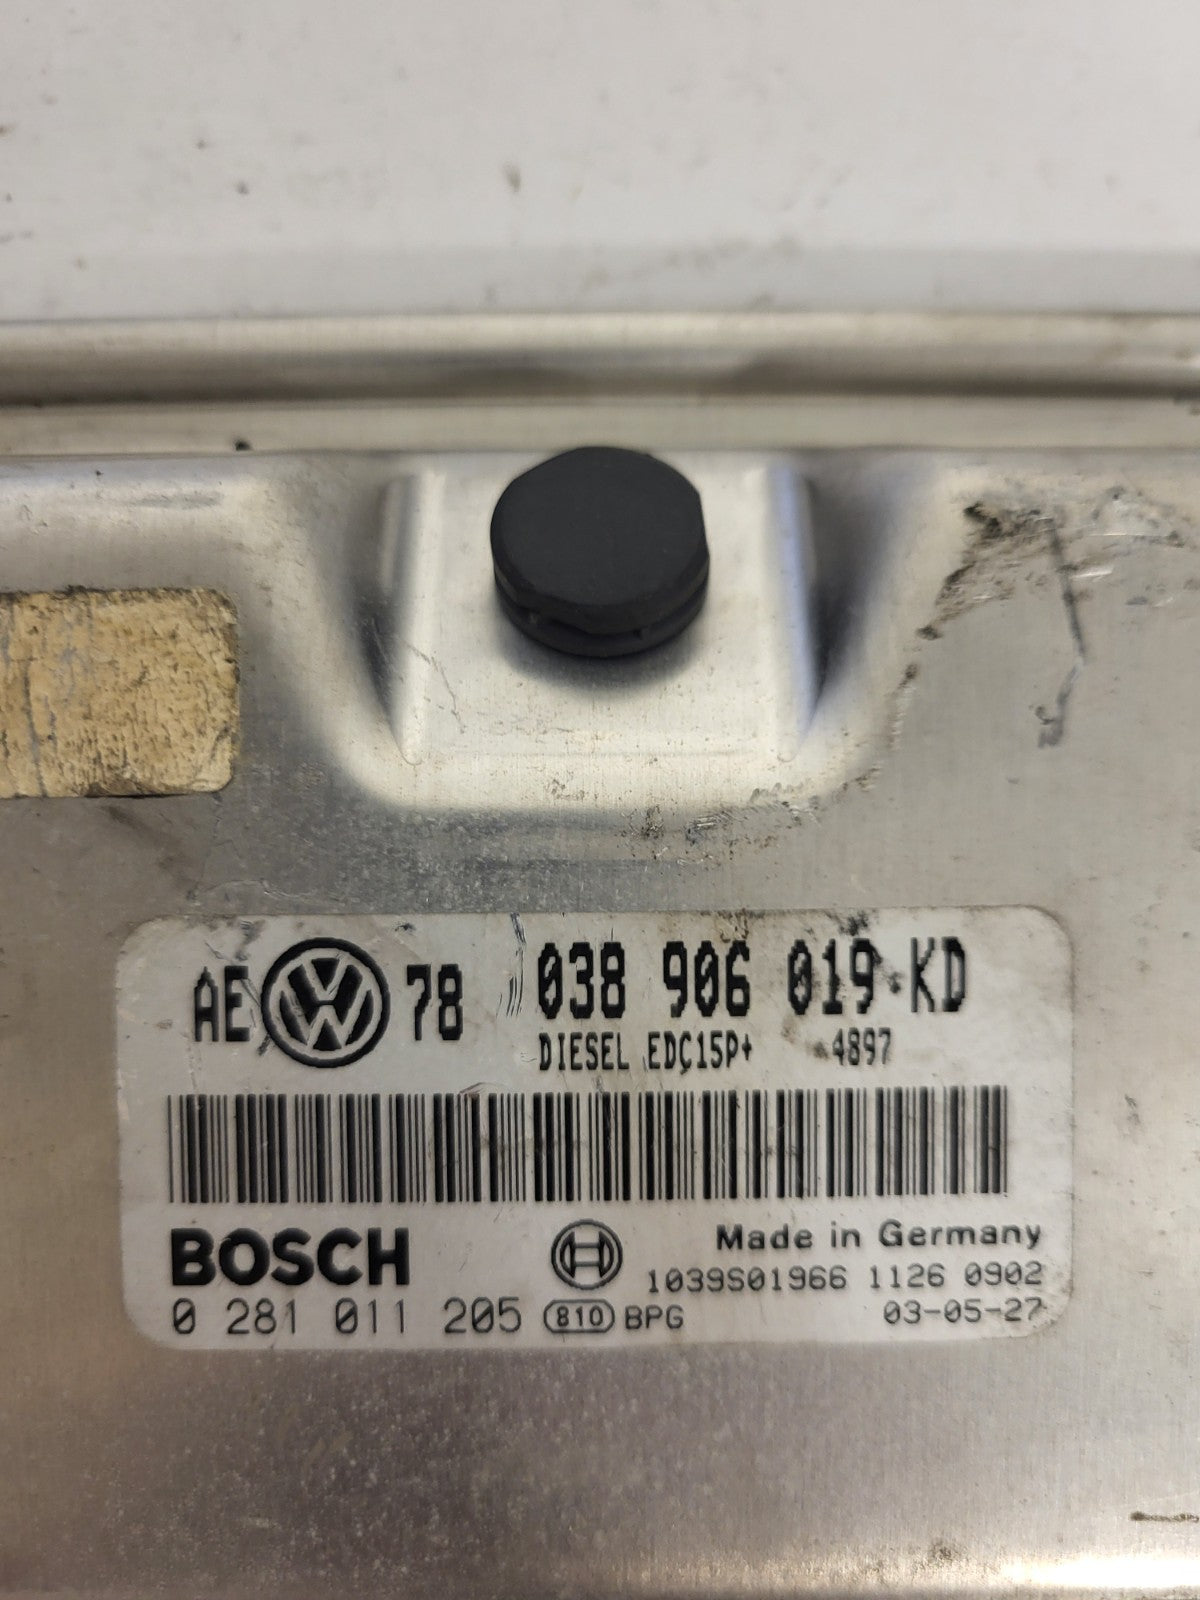 AE VW 78 038 906 019 KD
DIESEL EDC15P+ 4897
BOSCH
Made in Germany
1039S01966 1126 0902
0 281 011 205 810 BPG 03-05-27